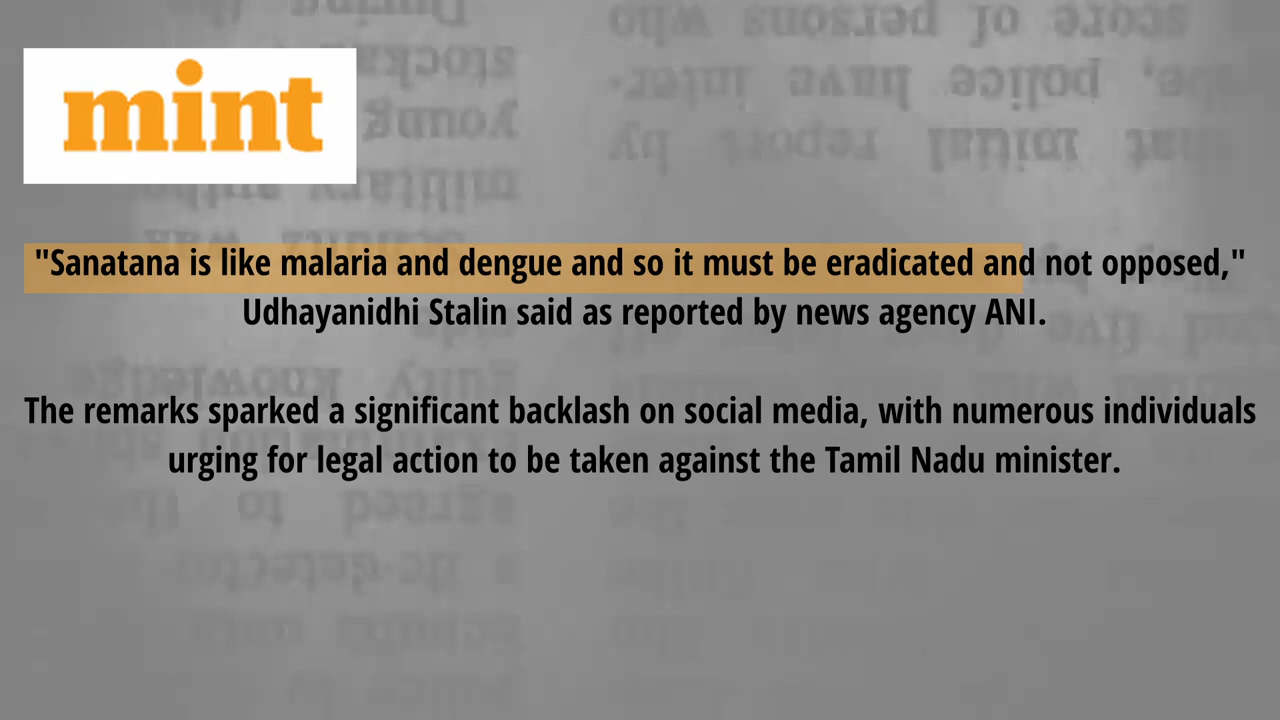 mint
"Sanatana is like malaria and dengue and so it must be eradicated and not opposed,"
Udhayanidhi Stalin said as reported by news agency ANI.
The remarks sparked a significant backlash on social media, with numerous individuals
urging for legal action to be taken against the Tamil Nadu minister.